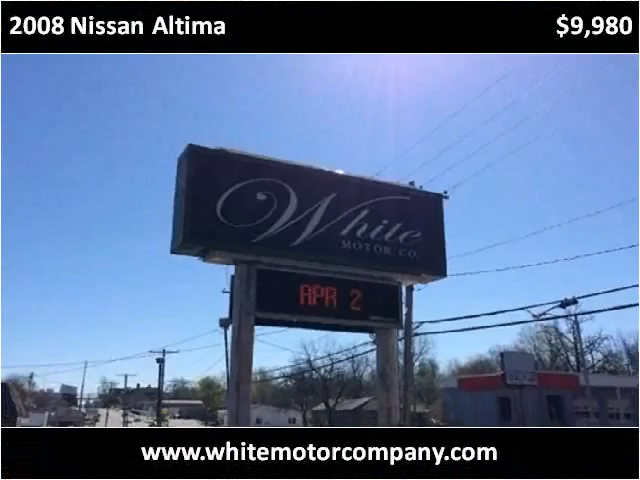 2008 Nissan Altima $9,980
White
MOTOR CO.
APR 2
www.whitemotorcompany.com